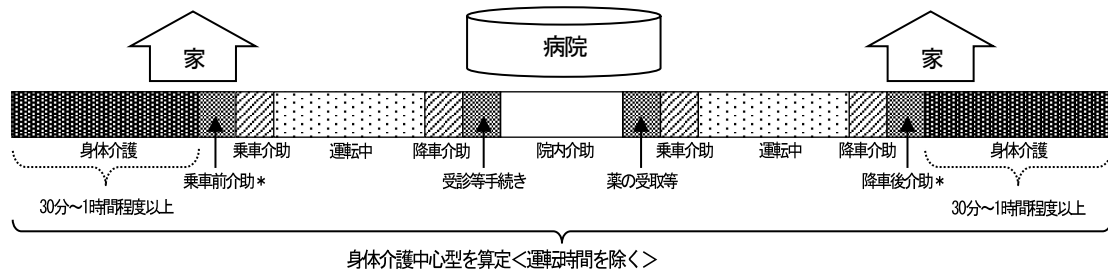 家
病院
家
身体介護
乗車介助
運転中
降車介助
院内介助
乗車介助
運転中
降車介助
身体介護
乗車前介助*
受診等手続き
薬の受取等
降車後介助*
30分~1時間程度以上
30分~1時間程度以上
身体介護中心型を算定<運転時間を除く>